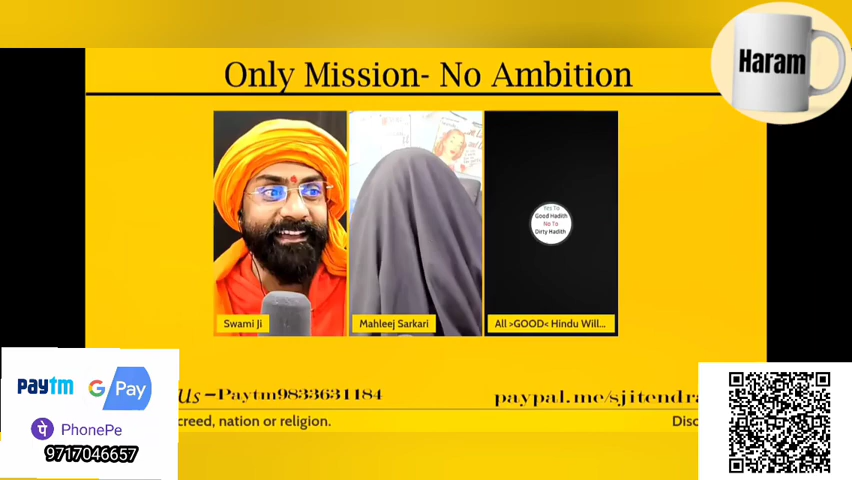 Only Mission- No Ambition
Haram
Yes To
Good Hadith
No To
Dirty Hadith
Swami Ji
Mahleej Sarkari
All >GOOD< Hindu Will...
paytm
G Pay
PhonePe
9717046657
Us -Paytm9833631184
paypal.me/sjitendra
creed, nation or religion.
Disc